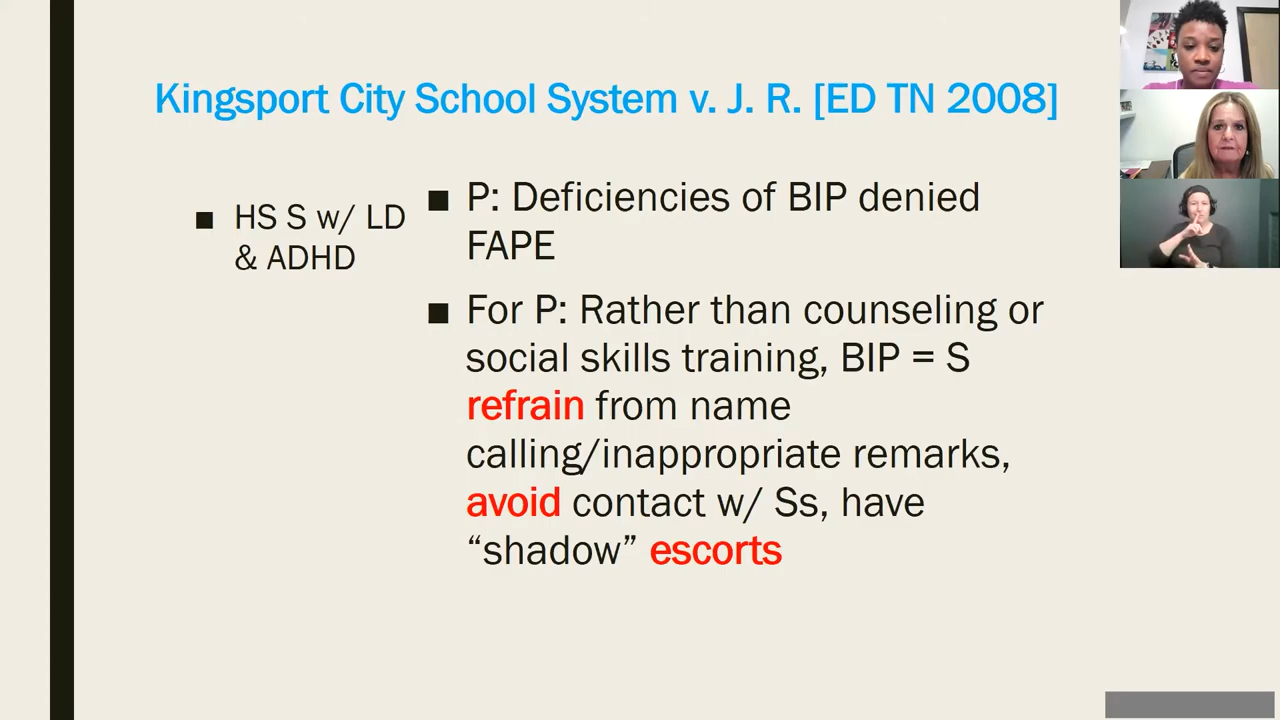 Kingsport City School System v. J. R. [ED TN 2008]
■ HS S w/ LD
& ADHD
■ P: Deficiencies of BIP denied
FAPE
■ For P: Rather than counseling or
social skills training, BIP = S
refrain from name
calling/inappropriate remarks,
avoid contact w/ Ss, have
“shadow” escorts